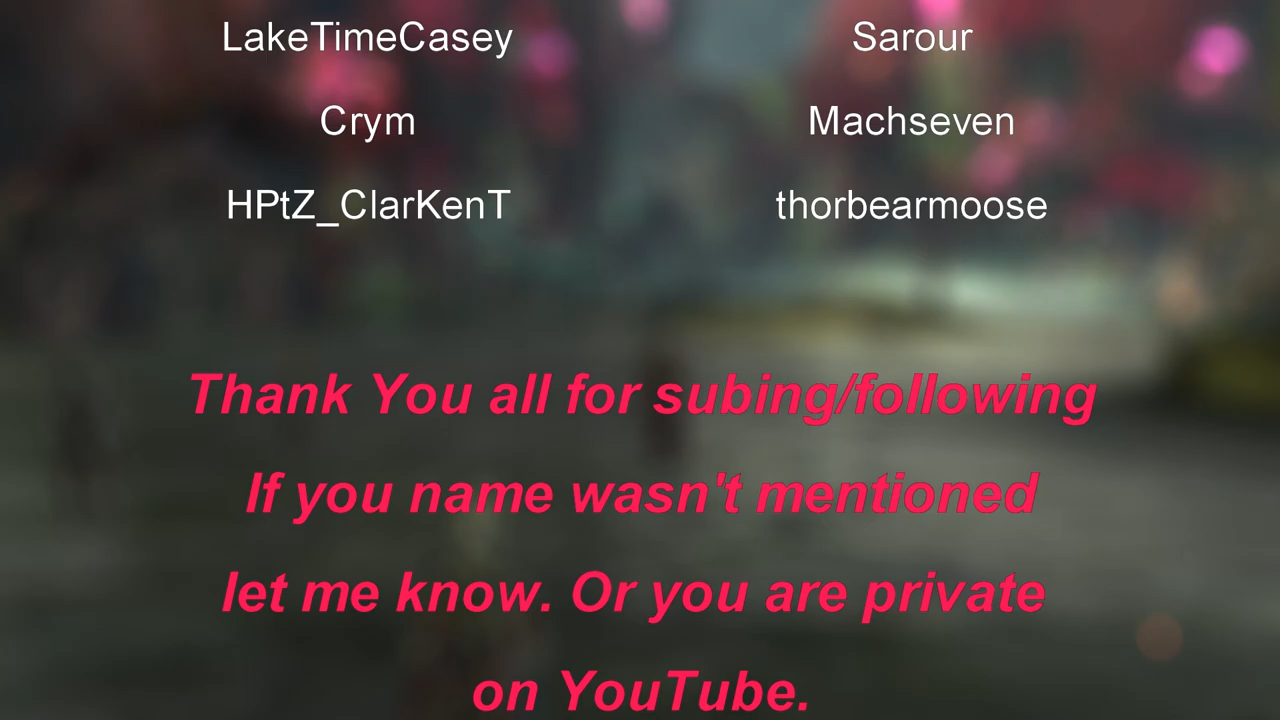 LakeTimeCasey Sarour
Crym Machseven
HPtZ_ClarKenT thorbearmoose
Thank You all for subing/following
If you name wasn't mentioned
let me know. Or you are private
on YouTube.